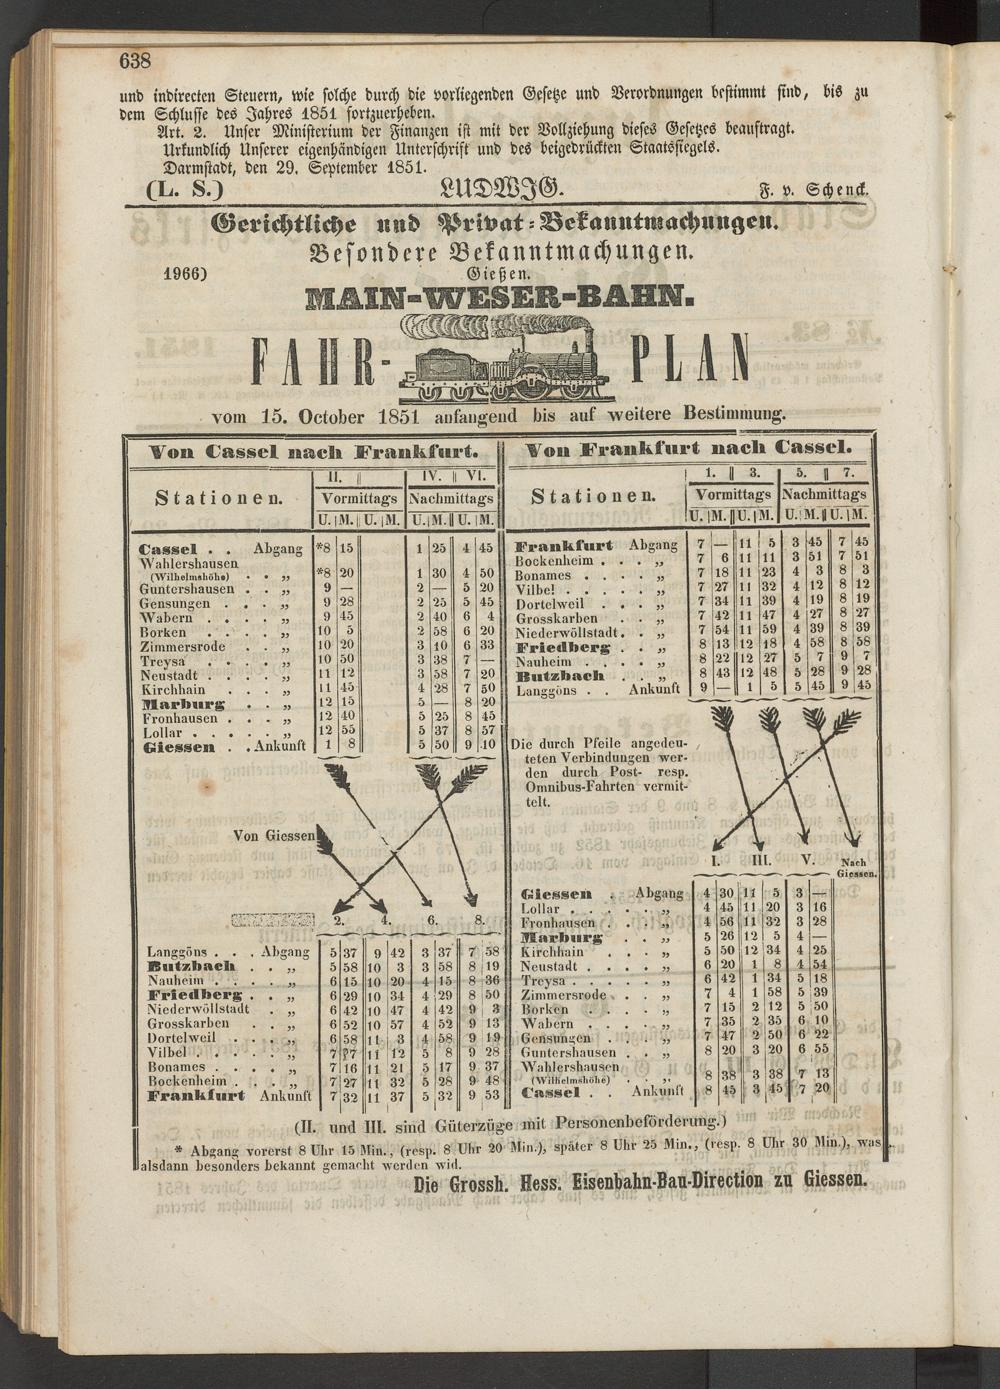 638
und indirecten Steuern, wie solche durch die vorliegenden Gesetze und Verordnungen bestimmt sind, bis zu
dem Schlusse des Jahres 1851 fortzuerheben.
Art. 2. Unser Ministerium der Finanzen ist mit der Vollziehung dieses Gesetzes beauftragt.
Urkundlich Unserer eigenhändigen Unterschrift und des beigedrückten Staatssiegels.
Darmstadt, den 29. September 1851.
(L. S.) LUDWIG. F. v. Schenck.
Gerichtliche und Privat-Bekanntmachungen.
Besondere Bekanntmachungen.
1966) Gießen.
MAIN-WESER-BAHN.
FAHR-PLAN
vom 15. October 1851 anfangend bis auf weitere Bestimmung.
Von Cassel nach Frankfurt.
Stationen. II. IV. VI.
Vormittags Nachmittags
U. M. U. M. U. M. U. M.
Cassel . . Abgang *8 15 1 25 4 45
Wahlershausen
(Wilhelmshöhe) . . „ *8 20 1 30 4 50
Guntershausen . . „ 9 — 2 — 5 20
Gensungen . . . „ 9 28 2 25 5 45
Wabern . . . . „ 9 45 2 40 6 4
Borken . . . . „ 10 5 2 58 6 20
Zimmersrode . . „ 10 20 3 10 6 33
Treysa . . . . „ 10 50 3 38 7 —
Neustadt . . . . „ 11 12 3 58 7 20
Kirchhain . . . „ 11 45 4 28 7 50
Marburg . . . „ 12 15 5 — 8 20
Fronhausen . . . „ 12 40 5 25 8 45
Lollar . . . . . „ 12 55 5 37 8 57
Giessen . . Ankunft 1 8 5 50 9 10
Von Giessen
2. 4. 6. 8.
Langgöns . . . Abgang 5 37 9 42 3 37 7 58
Butzbach . . „ 5 58 10 3 3 58 8 19
Nauheim . . . . „ 6 15 10 20 4 15 8 36
Friedberg . . „ 6 29 10 34 4 29 8 50
Niederwöllstadt . „ 6 42 10 47 4 42 9 3
Grosskarben . . „ 6 52 10 57 4 52 9 13
Dortelweil . . . „ 6 58 11 3 4 58 9 19
Vilbel . . . . . „ 7 7 11 12 5 8 9 28
Bonames . . . . „ 7 16 11 21 5 17 9 37
Bockenheim . . . „ 7 27 11 32 5 28 9 48
Frankfurt Ankunft 7 32 11 37 5 32 9 53
Von Frankfurt nach Cassel.
Stationen. 1. 3. 5. 7.
Vormittags Nachmittags
U. M. U. M. U. M. U. M.
Frankfurt Abgang 7 — 11 5 3 45 7 45
Bockenheim . . . „ 7 6 11 11 3 51 7 51
Bonames . . . . „ 7 18 11 23 4 3 8 3
Vilbel . . . . . „ 7 27 11 32 4 12 8 12
Dortelweil . . . „ 7 34 11 39 4 19 8 19
Grosskarben . . „ 7 42 11 47 4 27 8 27
Niederwöllstadt. . „ 7 54 11 59 4 39 8 39
Friedberg . . „ 8 13 12 18 4 58 8 58
Nauheim . . . . „ 8 22 12 27 5 7 9 7
Butzbach . . „ 8 43 12 48 5 28 9 28
Langgöns . . Ankunft 9 — 1 5 5 45 9 45
Die durch Pfeile angedeu-
teten Verbindungen wer-
den durch Post- resp.
Omnibus-Fahrten vermit-
telt.
I. III. V. Nach
Giessen.
Giessen . Abgang 4 30 11 5 3 —
Lollar . . . . . „ 4 45 11 20 3 16
Fronhausen . . . „ 4 56 11 32 3 28
Marburg . . „ 5 26 12 5 4 —
Kirchhain . . . „ 5 50 12 34 4 25
Neustadt . . . . „ 6 20 1 8 4 54
Treysa . . . . . „ 6 42 1 34 5 18
Zimmersrode . . „ 7 4 1 58 5 39
Borken . . . . „ 7 15 2 12 5 50
Wabern . . . . „ 7 35 2 35 6 10
Gensungen . . . „ 7 47 2 50 6 22
Guntershausen . . „ 8 20 3 20 6 55
Wahlershausen
(Wilhelmshöhe) . „ 8 38 3 38 7 13
Cassel . . Ankunft 8 45 3 45 7 20
(II. und III. sind Güterzüge mit Personenbeförderung.)
* Abgang vorerst 8 Uhr 15 Min., (resp. 8 Uhr 20 Min.), später 8 Uhr 25 Min., (resp. 8 Uhr 30 Min.), was
alsdann besonders bekannt gemacht werden wid.
Die Grossh. Hess. Eisenbahn-Bau-Direction zu Giessen.